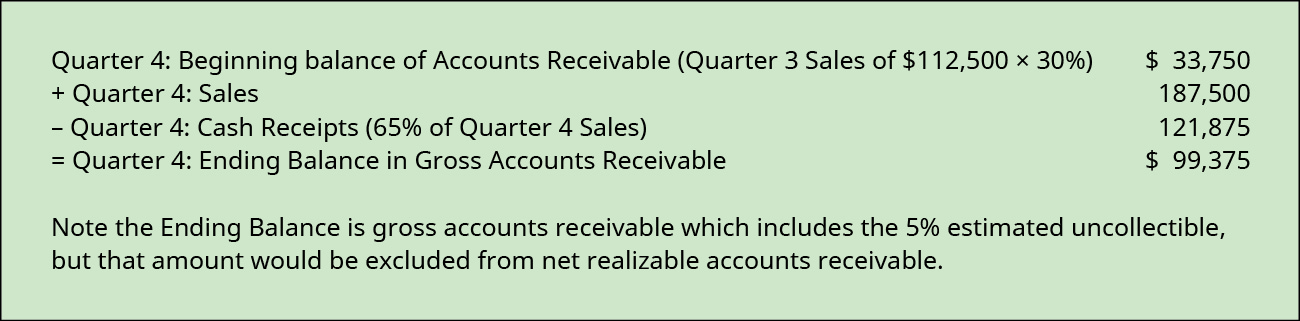 Quarter 4: Beginning balance of Accounts Receivable (Quarter 3 Sales of $112,500 × 30%) $ 33,750
+ Quarter 4: Sales 187,500
– Quarter 4: Cash Receipts (65% of Quarter 4 Sales) 121,875
= Quarter 4: Ending Balance in Gross Accounts Receivable $ 99,375
Note the Ending Balance is gross accounts receivable which includes the 5% estimated uncollectible,
but that amount would be excluded from net realizable accounts receivable.